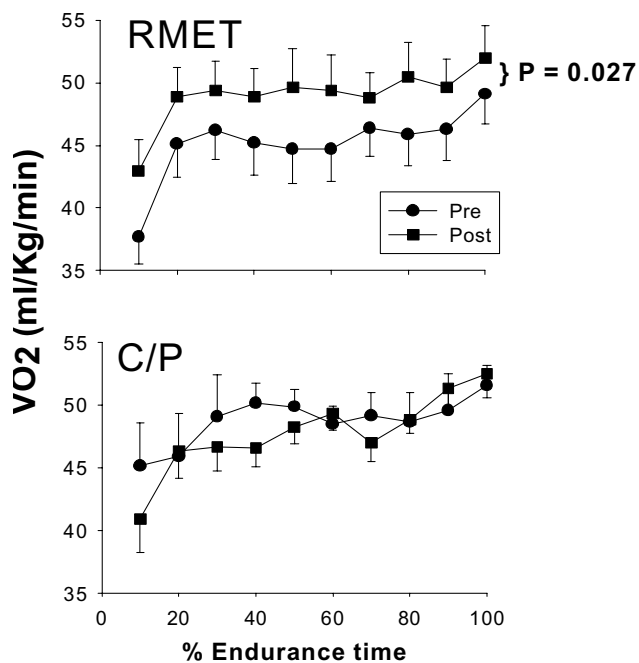 RMET
55
50
45
40
35
} P = 0.027
Pre
Post
VO2 (ml/Kg/min)
C/P
55
50
45
40
35
0 20 40 60 80 100
% Endurance time